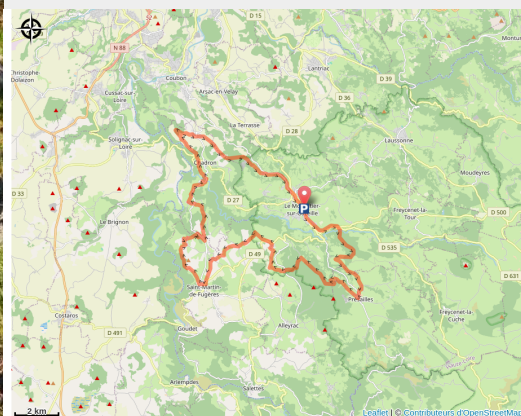 D 15
N 88
Coubon
Lantriac
Christophe-
Dolaizon
D 39
Cussac-sur-
Loire
Arsac-en-Velay
D 36
La Terrasse
D 28
Solignac-sur-
Loire
Laussonne
Chadron
Moudeyres
D 33
D 27
Freycenet-la-
Tour
D 500
P
Le Brignon
D 535
D 49
D 631
Saint-Martin-
de-Fugères
Présailles
Freycenet-la-
Cuche
Costaros
D 491
Goudet
Alleyrac
Arlempdes
Salettes
2 km
Leaflet | © Contributeurs d'OpenStreetMap